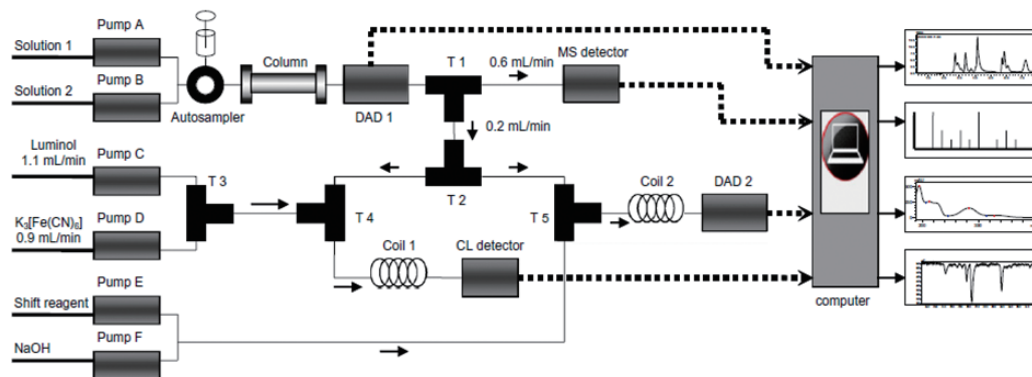 Pump A
Solution 1
Pump B
Solution 2
Autosampler
Column
DAD 1
T 1
0.6 mL/min
MS detector
0.2 mL/min
Luminol
1.1 mL/min
Pump C
T 3
K3[Fe(CN)6]
0.9 mL/min
Pump D
T 2
T 4
T 5
Coil 2
DAD 2
Coil 1
CL detector
computer
Pump E
Shift reagent
Pump F
NaOH